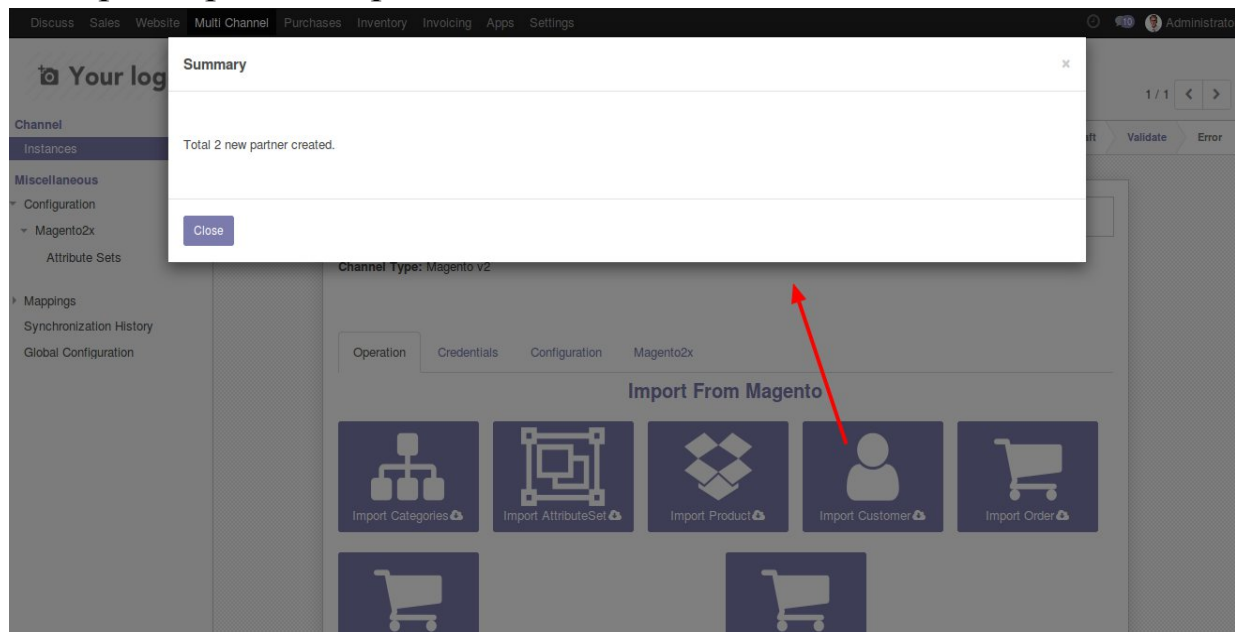 Discuss Sales Website Multi Channel Purchases Inventory Invoicing Apps Settings 10 Administrato
Your log
Summary ×
1 / 1
Channel
Instances
Total 2 new partner created.
aft Validate Error
Miscellaneous
Configuration
Magento2x
Close
Attribute Sets
Channel Type: Magento v2
Mappings
Synchronization History
Global Configuration
Operation Credentials Configuration Magento2x
Import From Magento
Import Categories Import AttributeSet Import Product Import Customer Import Order